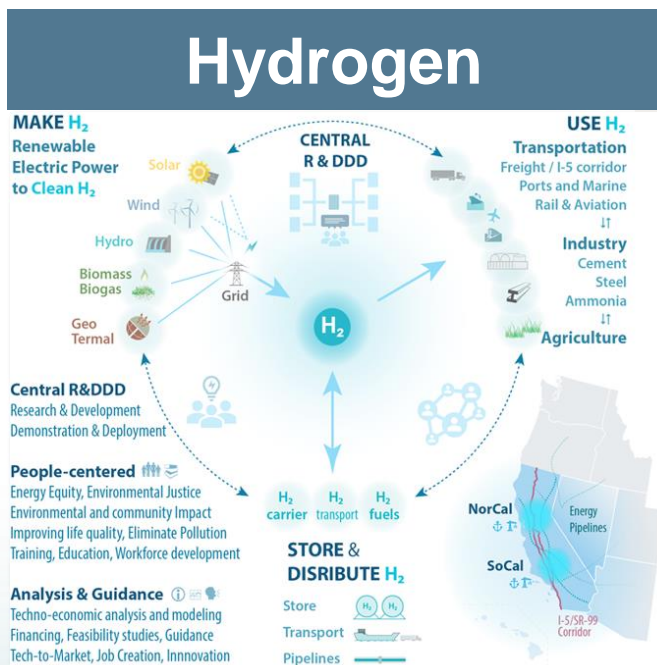 Hydrogen
MAKE H₂
Renewable
Electric Power
to Clean H₂
Solar
Wind
Hydro
Biomass
Biogas
Geo
Termal
Grid
CENTRAL
R & DDD
H₂
USE H₂
Transportation
Freight / I-5 corridor
Ports and Marine
Rail & Aviation
↓↑
Industry
Cement
Steel
Ammonia
↓↑
Agriculture
Central R&DDD
Research & Development
Demonstration & Deployment
People-centered
Energy Equity, Environmental Justice
Environmental and community Impact
Improving life quality, Eliminate Pollution
Training, Education, Workforce development
Analysis & Guidance
Techno-economic analysis and modeling
Financing, Feasibility studies, Guidance
Tech-to-Market, Job Creation, Innnovation
H₂ H₂ H₂
carrier transport fuels
STORE &
DISRIBUTE H₂
Store H₂ H₂
Transport
Pipelines
NorCal
Energy
Pipelines
SoCal
I-5/SR-99
Corridor